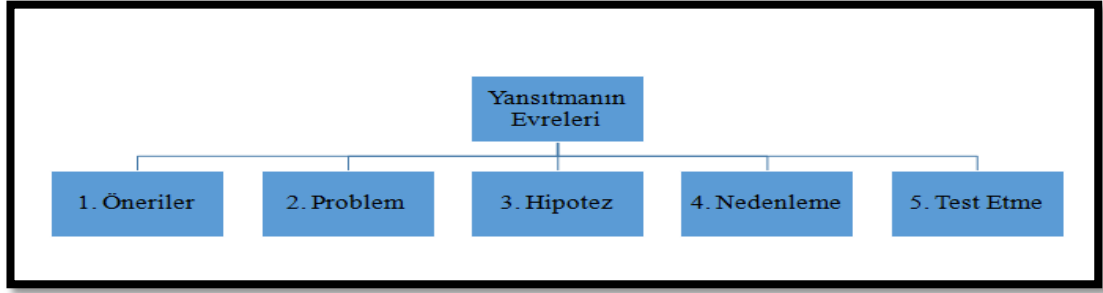 Yansıtmanın
Evreleri
1. Öneriler
2. Problem
3. Hipotez
4. Nedenleme
5. Test Etme